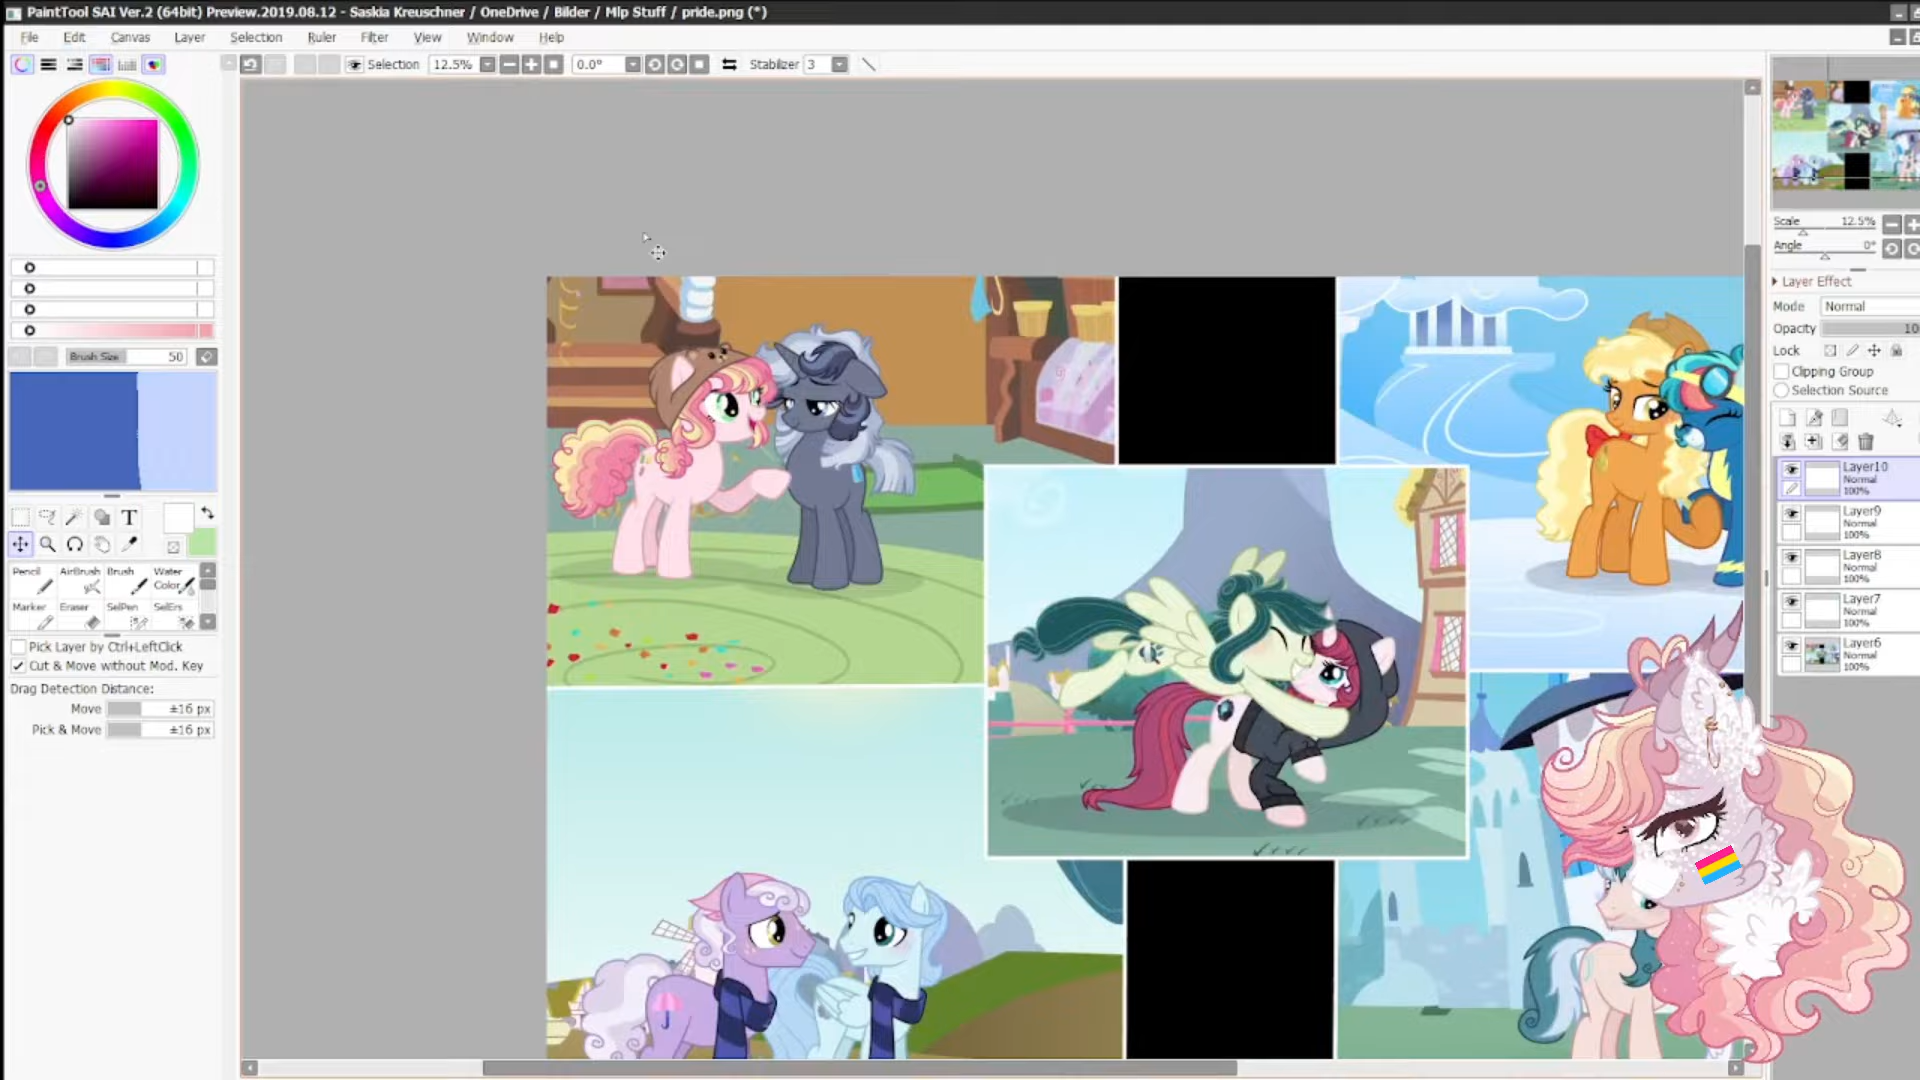 PaintTool SAI Ver.2 (64bit) Preview.2019.08.12 - Saskia Kreuschner / OneDrive / Bilder / Mlp Stuff / pride.png (*)
File Edit Canvas Layer Selection Ruler Filter View Window Help
Selection 12.5% 0.0° Stabilizer 3
Scale 12.5%
Angle 0°
Layer Effect
Mode Normal
Opacity 10
Lock
Clipping Group
Selection Source
Brush Size 50
T
Pencil AirBrush Brush Water Color
Marker Eraser SelPen SelErs
Pick Layer by Ctrl+LeftClick
Cut & Move without Mod. Key
Drag Detection Distance:
Move ±16 px
Pick & Move ±16 px
Layer10
Normal
100%
Layer9
Normal
100%
Layer8
Normal
100%
Layer7
Normal
100%
Layer6
Normal
100%